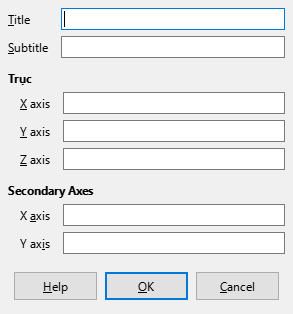 Title
Subtitle
Trục
X axis
Y axis
Z axis
Secondary Axes
X axis
Y axis
Help OK Cancel